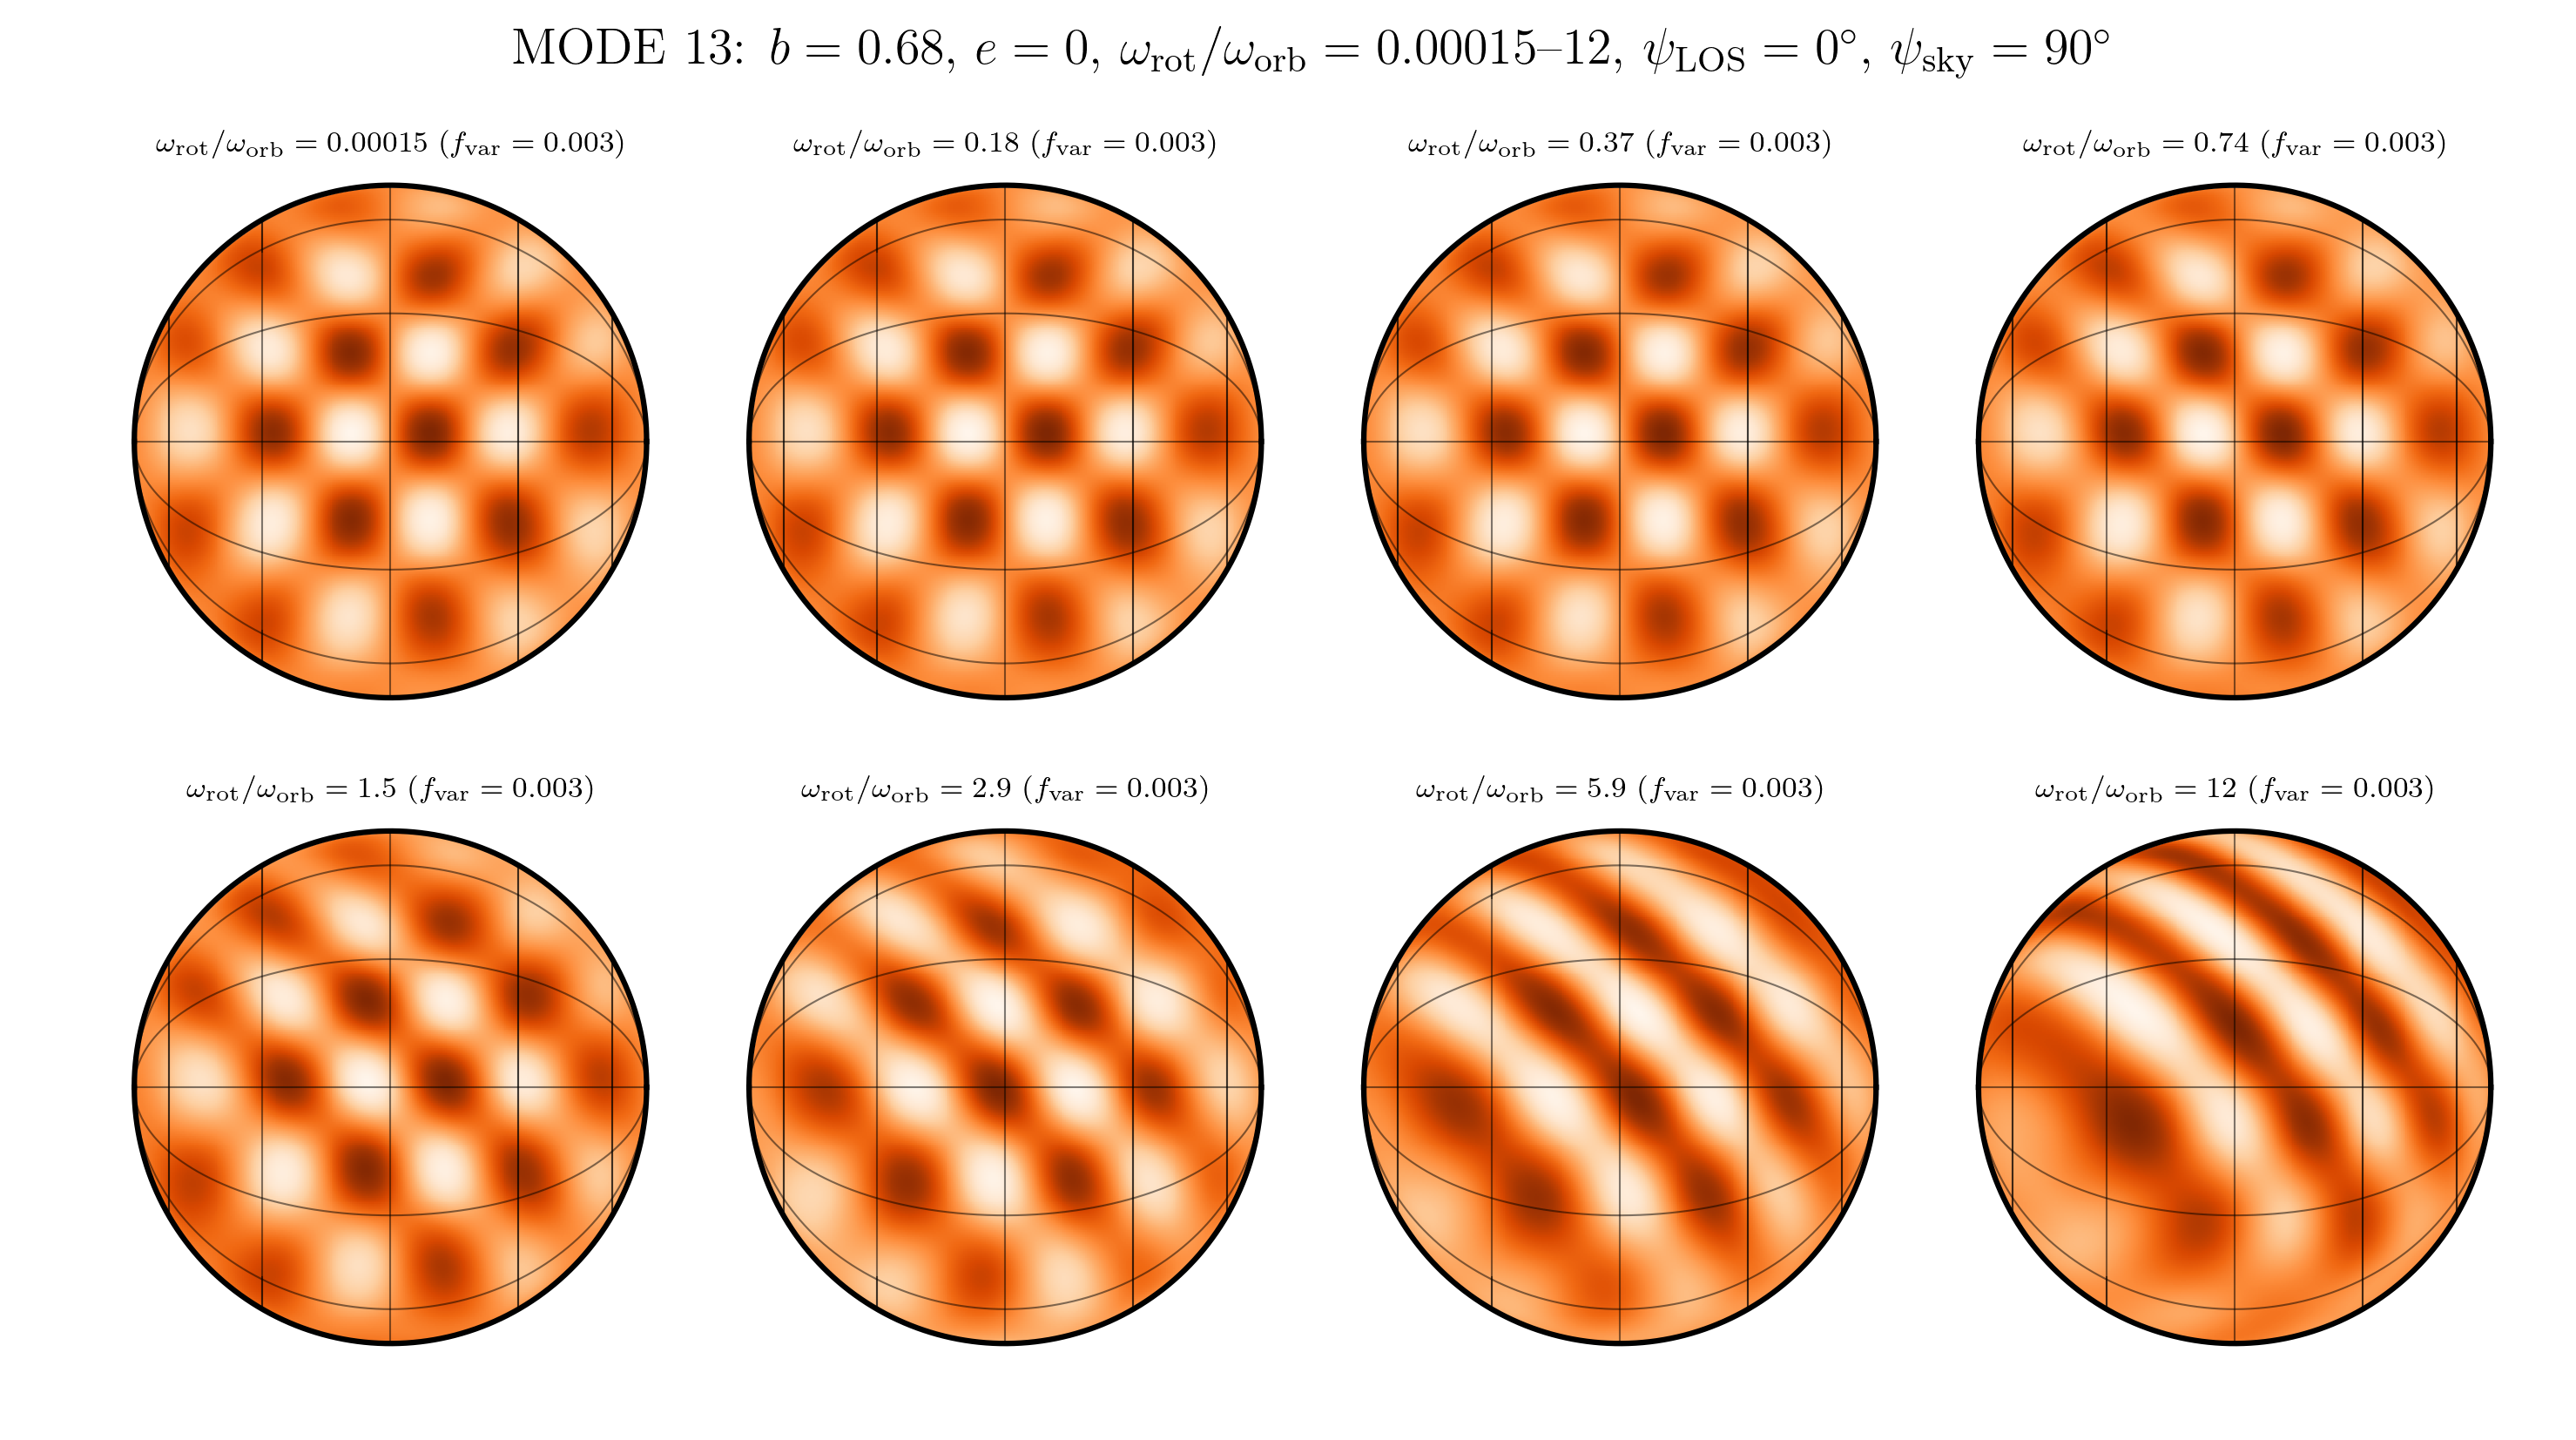 MODE 13: b = 0.68, e = 0, ω_rot/ω_orb = 0.00015–12, ψ_LOS = 0°, ψ_sky = 90°
ω_rot/ω_orb = 0.00015 (f_var = 0.003)
ω_rot/ω_orb = 0.18 (f_var = 0.003)
ω_rot/ω_orb = 0.37 (f_var = 0.003)
ω_rot/ω_orb = 0.74 (f_var = 0.003)
ω_rot/ω_orb = 1.5 (f_var = 0.003)
ω_rot/ω_orb = 2.9 (f_var = 0.003)
ω_rot/ω_orb = 5.9 (f_var = 0.003)
ω_rot/ω_orb = 12 (f_var = 0.003)